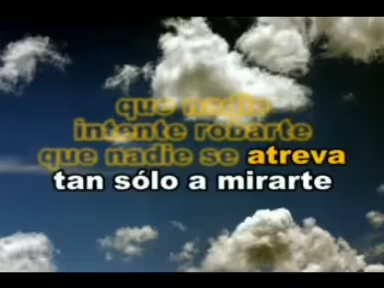 que nadie
intente robarte
que nadie se atreva
tan sólo a mirarte